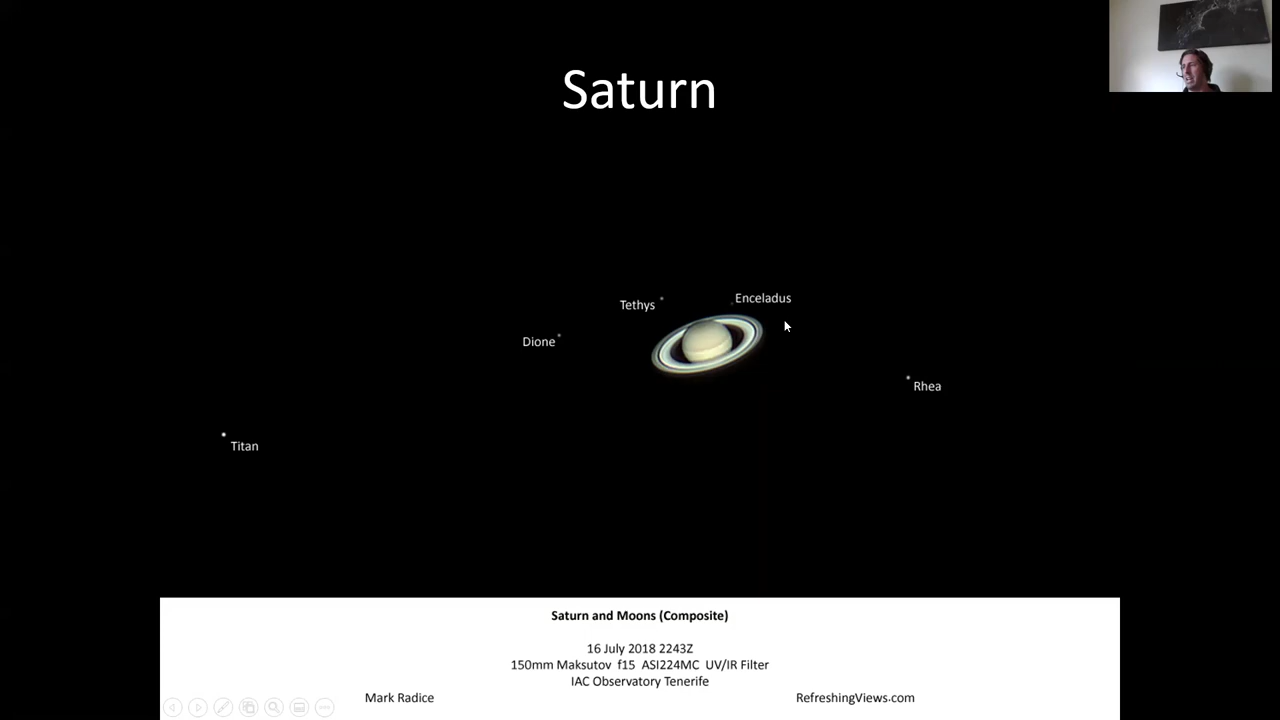 Saturn
Enceladus
Tethys
Dione
Rhea
Titan
Saturn and Moons (Composite)
16 July 2018 2243Z
150mm Maksutov f15 ASI224MC UV/IR Filter
IAC Observatory Tenerife
Mark Radice
RefreshingViews.com